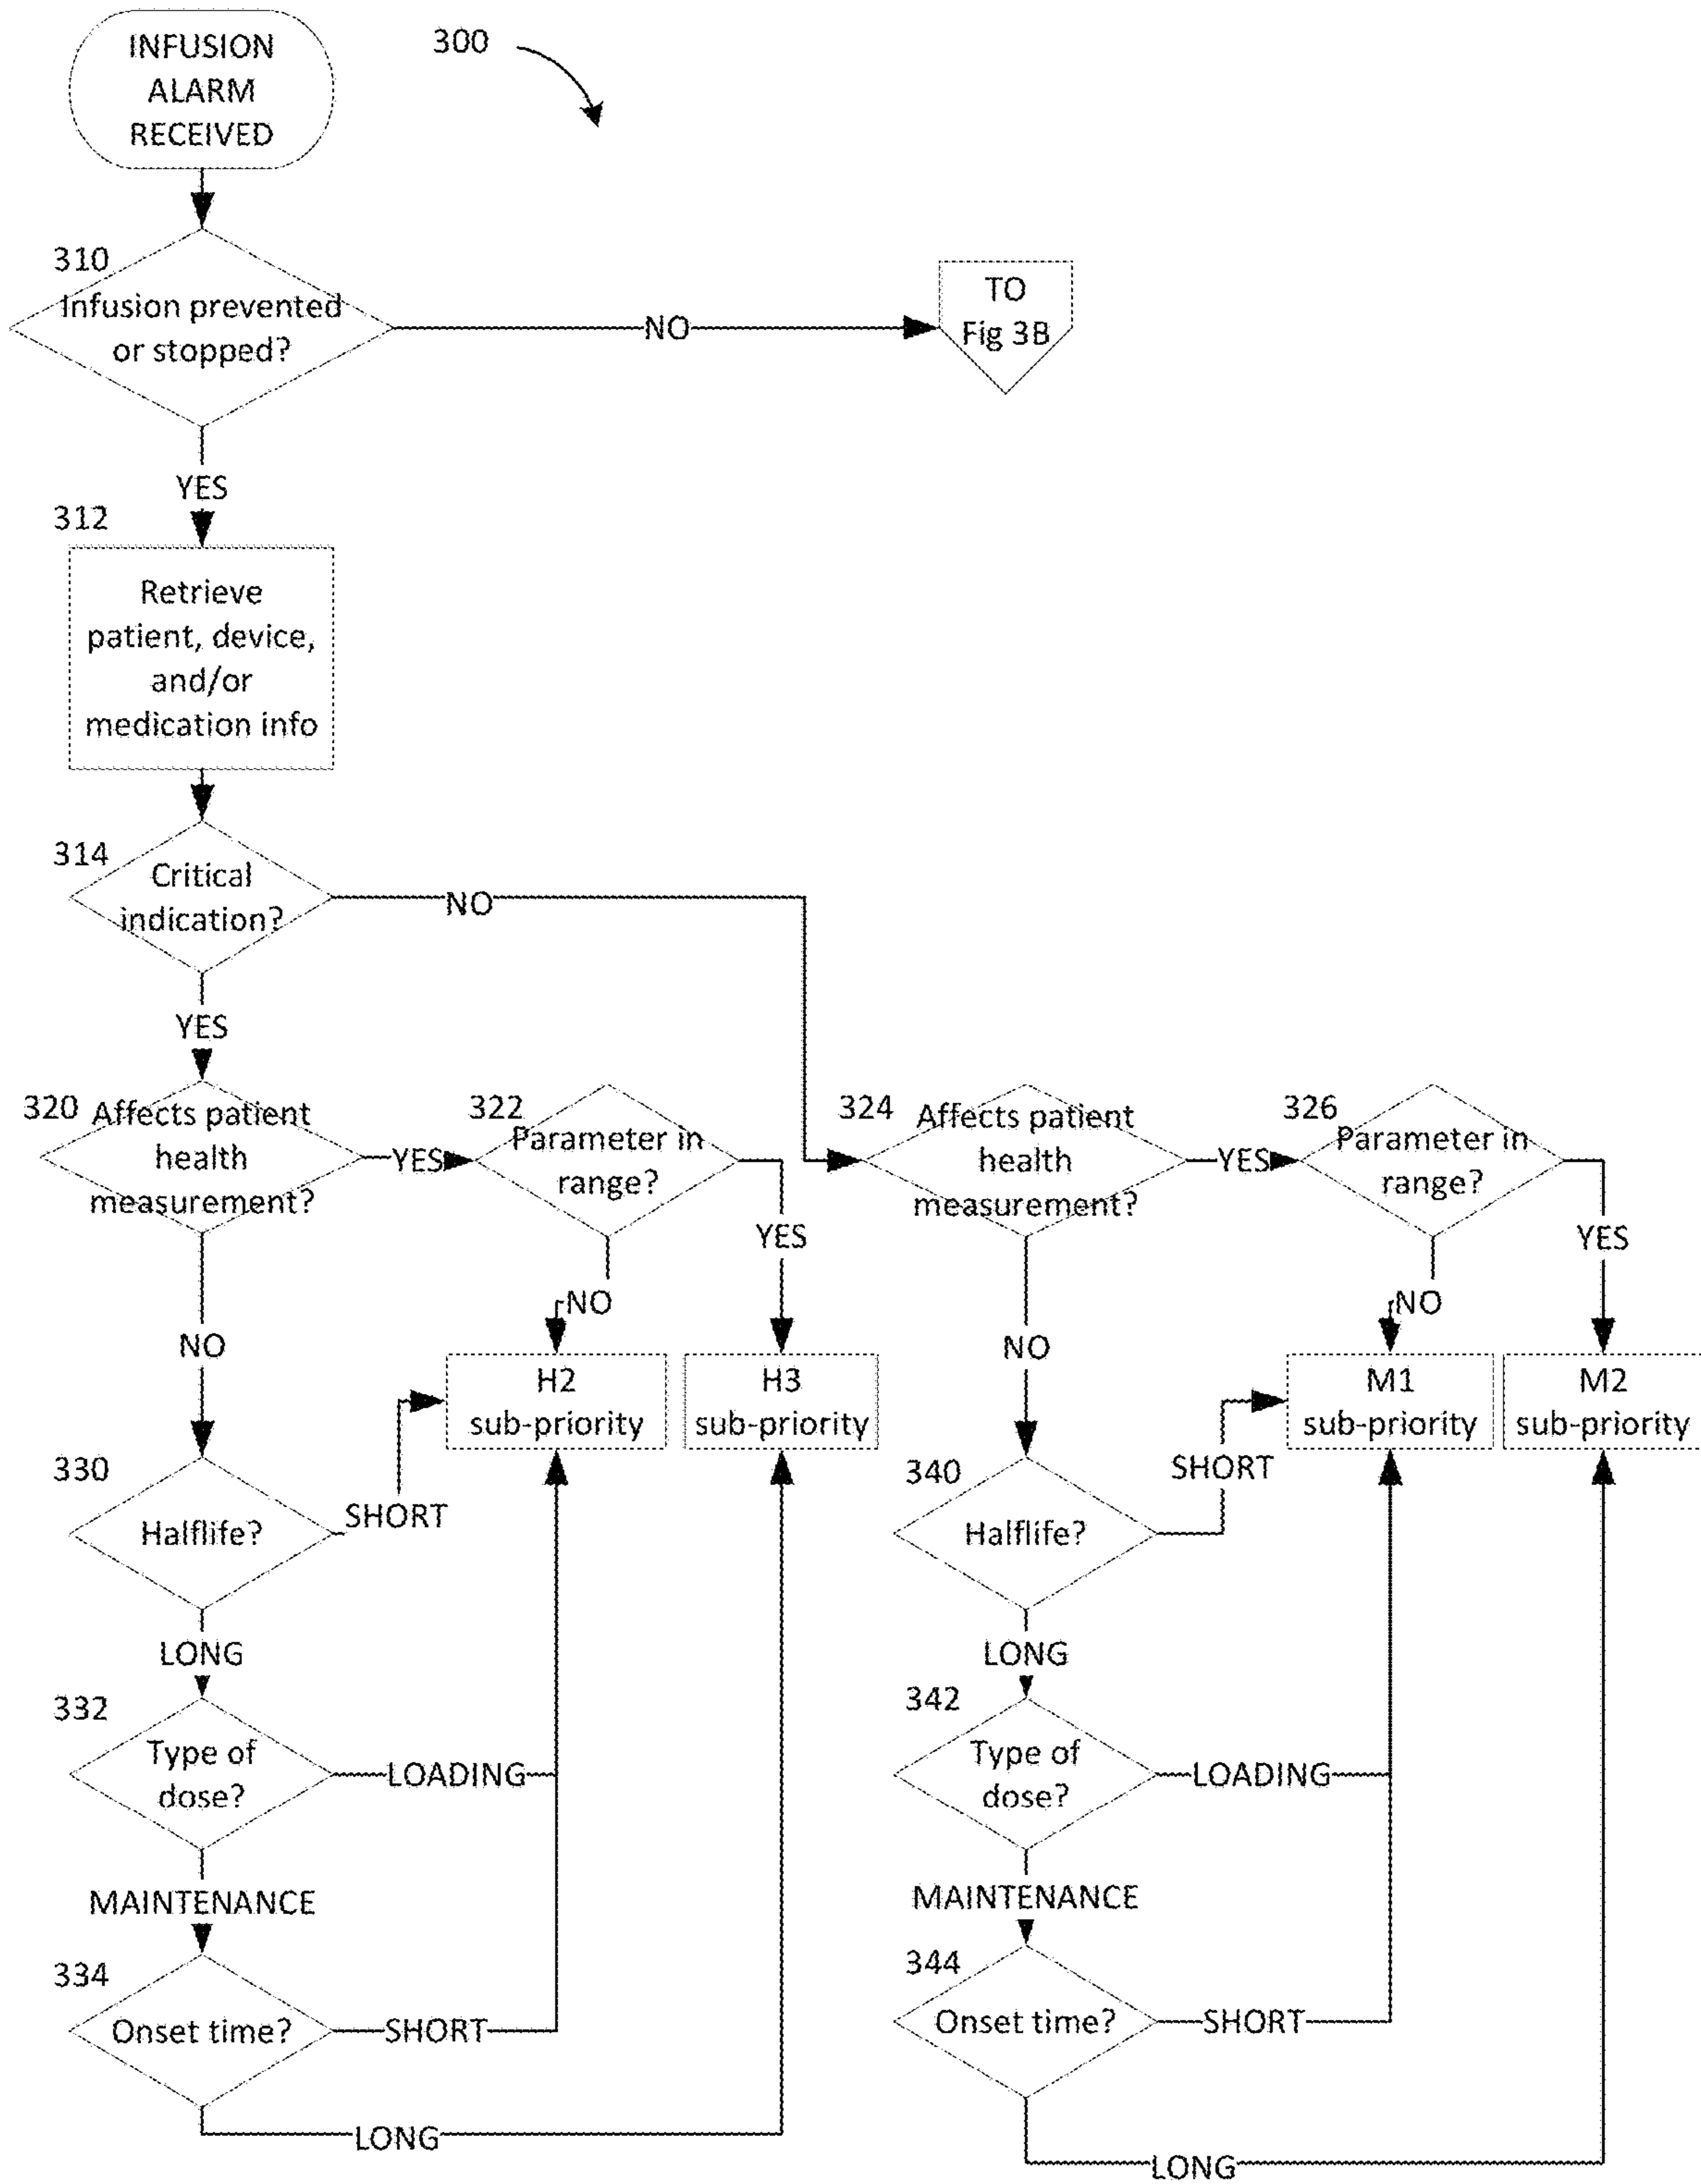 INFUSION
ALARM
RECEIVED
300
310
Infusion prevented
or stopped?
NO
TO
Fig 3B
YES
312
Retrieve
patient, device,
and/or
medication info
314
Critical
indication?
NO
YES
320
Affects patient
health
measurement?
YES
322
Parameter in
range?
324
Affects patient
health
measurement?
YES
326
Parameter in
range?
YES
YES
NO
NO
NO
NO
H2
sub-priority
H3
sub-priority
M1
sub-priority
M2
sub-priority
330
Halflife?
SHORT
340
Halflife?
SHORT
LONG
LONG
332
Type of
dose?
LOADING
342
Type of
dose?
LOADING
MAINTENANCE
MAINTENANCE
334
Onset time?
SHORT
344
Onset time?
SHORT
LONG
LONG